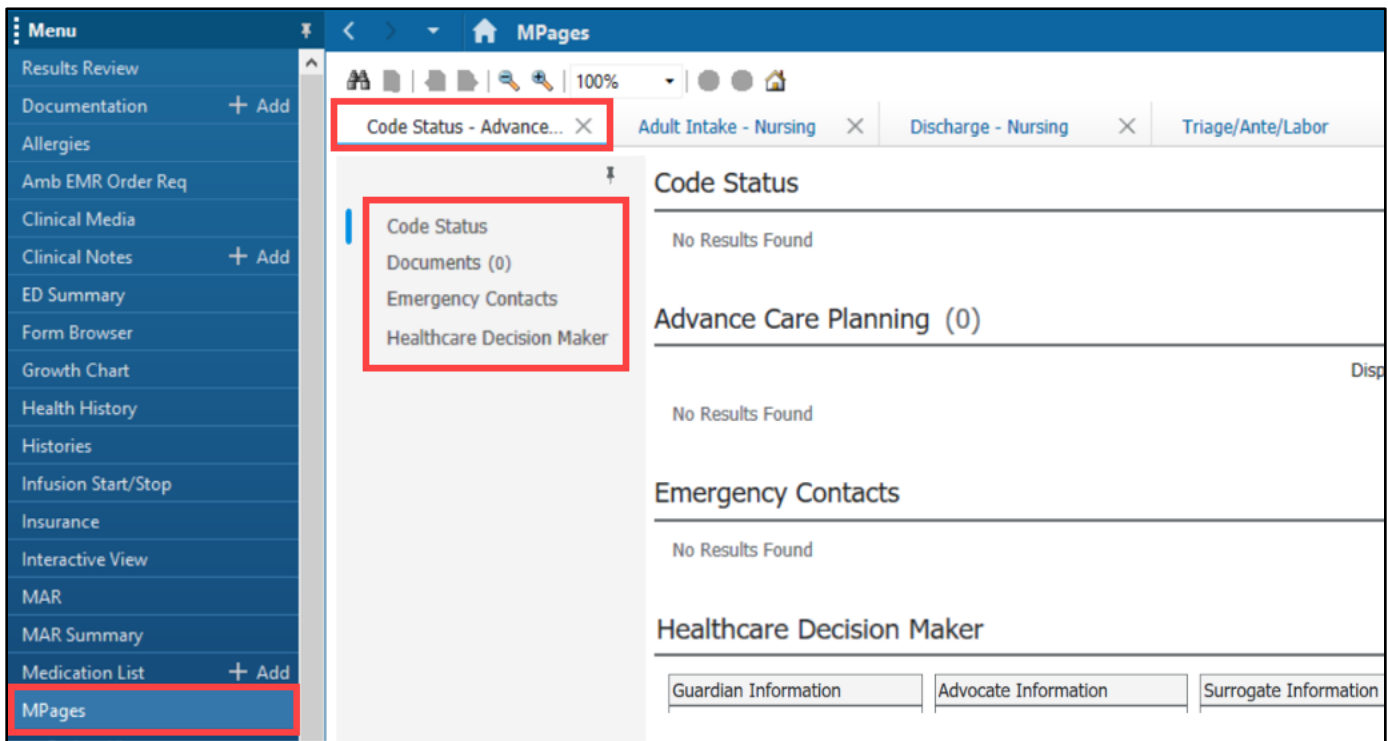 Menu
Results Review
Documentation + Add
Allergies
Amb EMR Order Req
Clinical Media
Clinical Notes + Add
ED Summary
Form Browser
Growth Chart
Health History
Histories
Infusion Start/Stop
Insurance
Interactive View
MAR
MAR Summary
Medication List + Add
MPages
MPages
100%
Code Status - Advance... Adult Intake - Nursing Discharge - Nursing Triage/Ante/Labor
Code Status
Documents (0)
Emergency Contacts
Healthcare Decision Maker
Code Status
No Results Found
Advance Care Planning (0)
Disp
No Results Found
Emergency Contacts
No Results Found
Healthcare Decision Maker
Guardian Information Advocate Information Surrogate Information